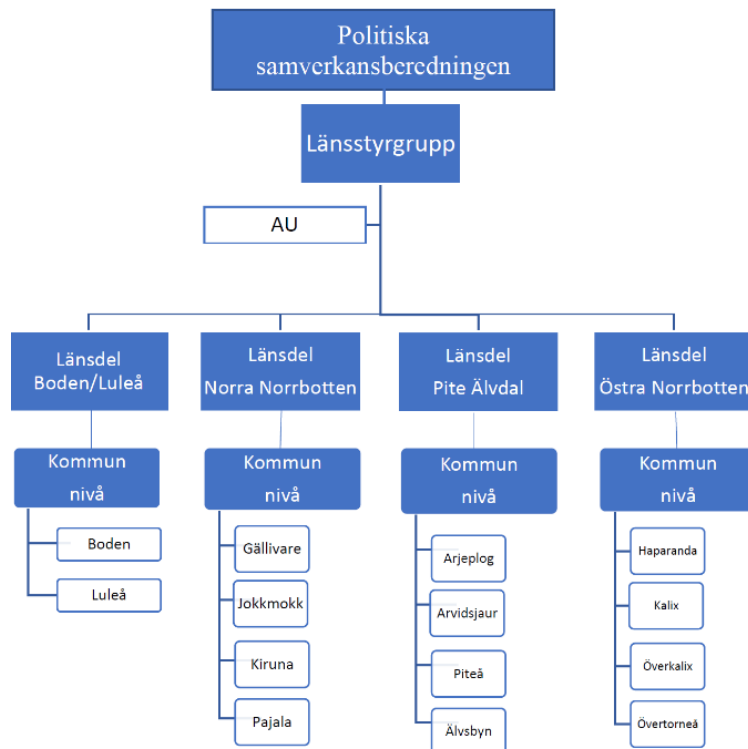 Politiska
samverkansberedningen
Länsstyrgrupp
AU
Länsdel
Boden/Luleå
Kommun
nivå
Boden
Luleå
Länsdel
Norra Norrbotten
Kommun
nivå
Gällivare
Jokkmokk
Kiruna
Pajala
Länsdel
Pite Älvdal
Kommun
nivå
Arjeplog
Arvidsjaur
Piteå
Älvsbyn
Länsdel
Östra Norrbotten
Kommun
nivå
Haparanda
Kalix
Överkalix
Övertorneå